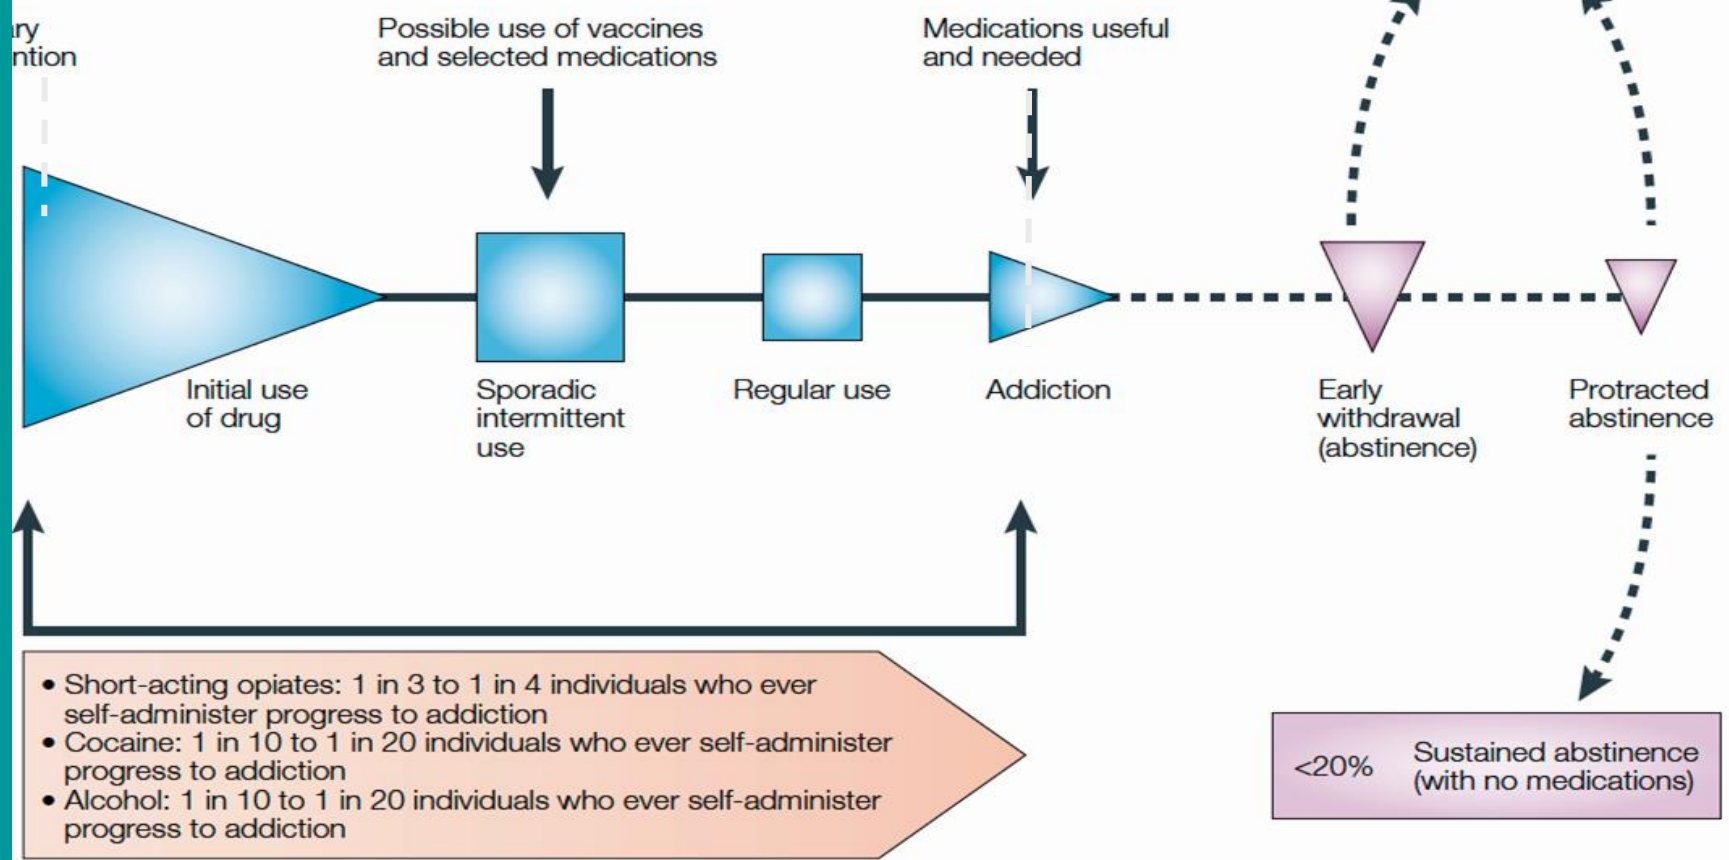 ry
ntion
Possible use of vaccines
and selected medications
Medications useful
and needed
Initial use
of drug
Sporadic
intermittent
use
Regular use
Addiction
Early
withdrawal
(abstinence)
Protracted
abstinence
• Short-acting opiates: 1 in 3 to 1 in 4 individuals who ever
self-administer progress to addiction
• Cocaine: 1 in 10 to 1 in 20 individuals who ever self-administer
progress to addiction
• Alcohol: 1 in 10 to 1 in 20 individuals who ever self-administer
progress to addiction
<20%
Sustained abstinence
(with no medications)